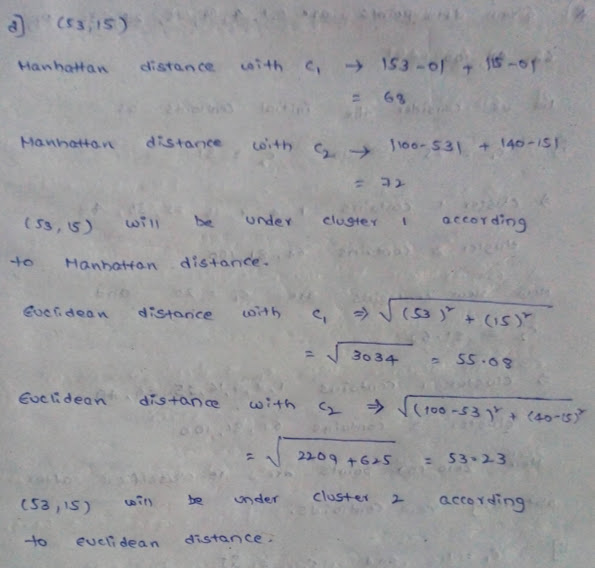 d] (53,15)
Manhattan distance with C₁ → |53-0| + |15-0|
= 68
Manhattan distance with C₂ → |100-53| + |40-15|
= 72
(53,15) will be under cluster 1 according
to Manhattan distance.
Euclidean distance with C₁ ⇒ √(53)² + (15)²
= √3034 = 55.08
Euclidean distance with C₂ ⇒ √(100-53)² + (40-15)²
= √2209+625 = 53.23
(53,15) will be under cluster 2 according
to euclidean distance.